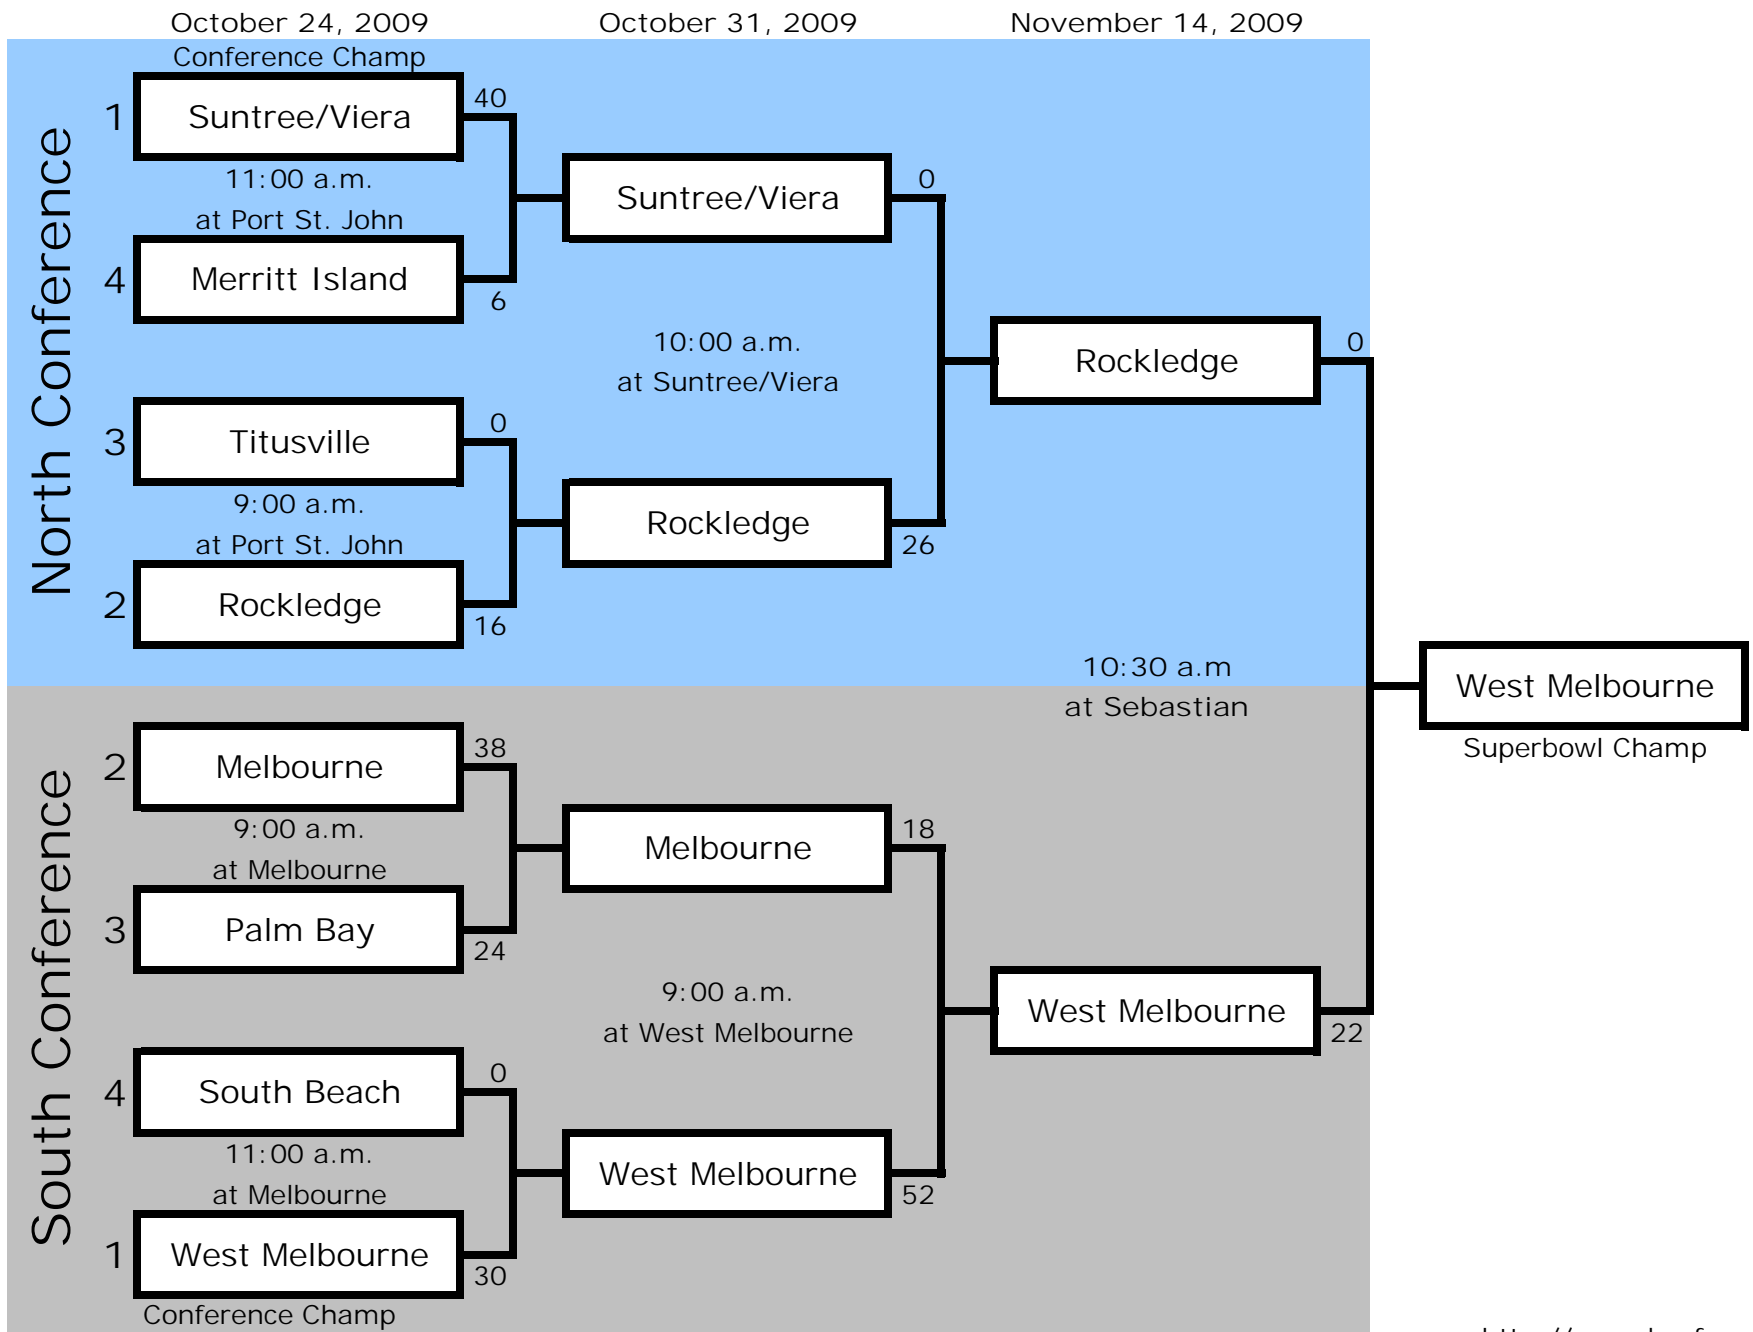 October 24, 2009
October 31, 2009
November 14, 2009
North Conference
Conference Champ
1
Suntree/Viera
40
11:00 a.m.
at Port St. John
4
Merritt Island
6
3
Titusville
0
9:00 a.m.
at Port St. John
2
Rockledge
16
Suntree/Viera
0
10:00 a.m.
at Suntree/Viera
Rockledge
26
Rockledge
0
10:30 a.m
at Sebastian
West Melbourne
Superbowl Champ
South Conference
2
Melbourne
38
9:00 a.m.
at Melbourne
3
Palm Bay
24
4
South Beach
0
11:00 a.m.
at Melbourne
1
West Melbourne
30
Conference Champ
Melbourne
18
9:00 a.m.
at West Melbourne
West Melbourne
52
West Melbourne
22